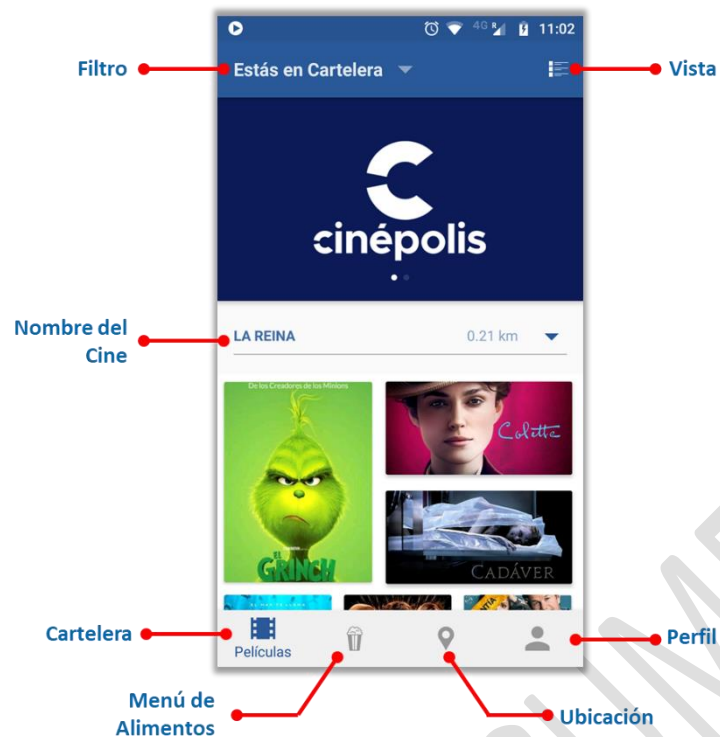 4G R 11:02
Filtro
Estás en Cartelera
Vista
cinépolis
Nombre del
Cine
LA REINA 0.21 km
De los Creadores de los Minions
Colette
EL
GRINCH
CADÁVER
Cartelera
Películas
Perfil
Menú de
Alimentos
Ubicación